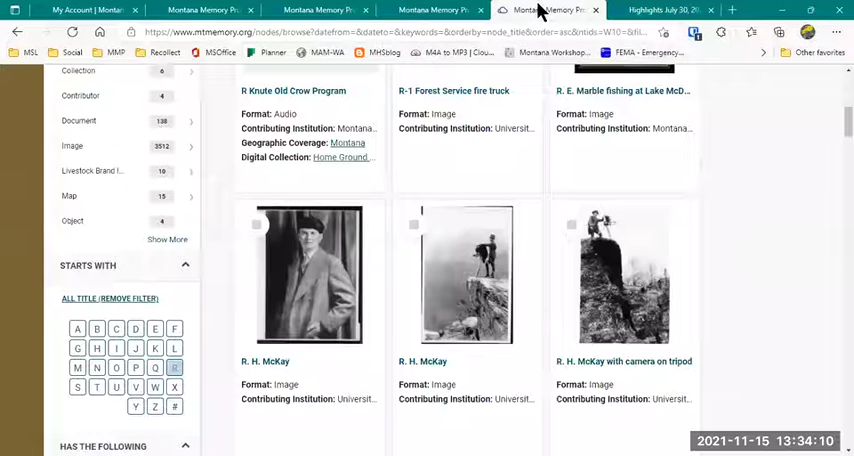 My Account | Montan
Montana Memory Pro
Montana Memory Pro
Montana Memory Pro
Montana Memory Pro
Highlights July 30, 20
https://www.mtmemory.org/nodes/browse?datefrom=&dateto=&keywords=&orderby=node_title&order=asc&ntids=W10=&fil...
MSL
Social
MMP
Recollect
MSOffice
Planner
MAM-WA
MHSblog
M4A to MP3 | Clou...
Montana Workshop...
FEMA - Emergency...
Other favorites
Collection 6
Contributor 4
Document 138
Image 3512
Livestock Brand I... 10
Map 15
Object 4
Show More
STARTS WITH
ALL TITLE (REMOVE FILTER)
A B C D E F
G H I J K L
M N O P Q R
S T U V W X
Y Z #
HAS THE FOLLOWING
R Knute Old Crow Program
Format: Audio
Contributing Institution: Montana...
Geographic Coverage: Montana
Digital Collection: Home Ground ...
R-1 Forest Service fire truck
Format: Image
Contributing Institution: Universit...
R. E. Marble fishing at Lake McD...
Format: Image
Contributing Institution: Montana...
R. H. McKay
Format: Image
Contributing Institution: Universit...
R. H. McKay
Format: Image
Contributing Institution: Universit...
R. H. McKay with camera on tripod
Format: Image
Contributing Institution: Universit...
2021-11-15 13:34:10